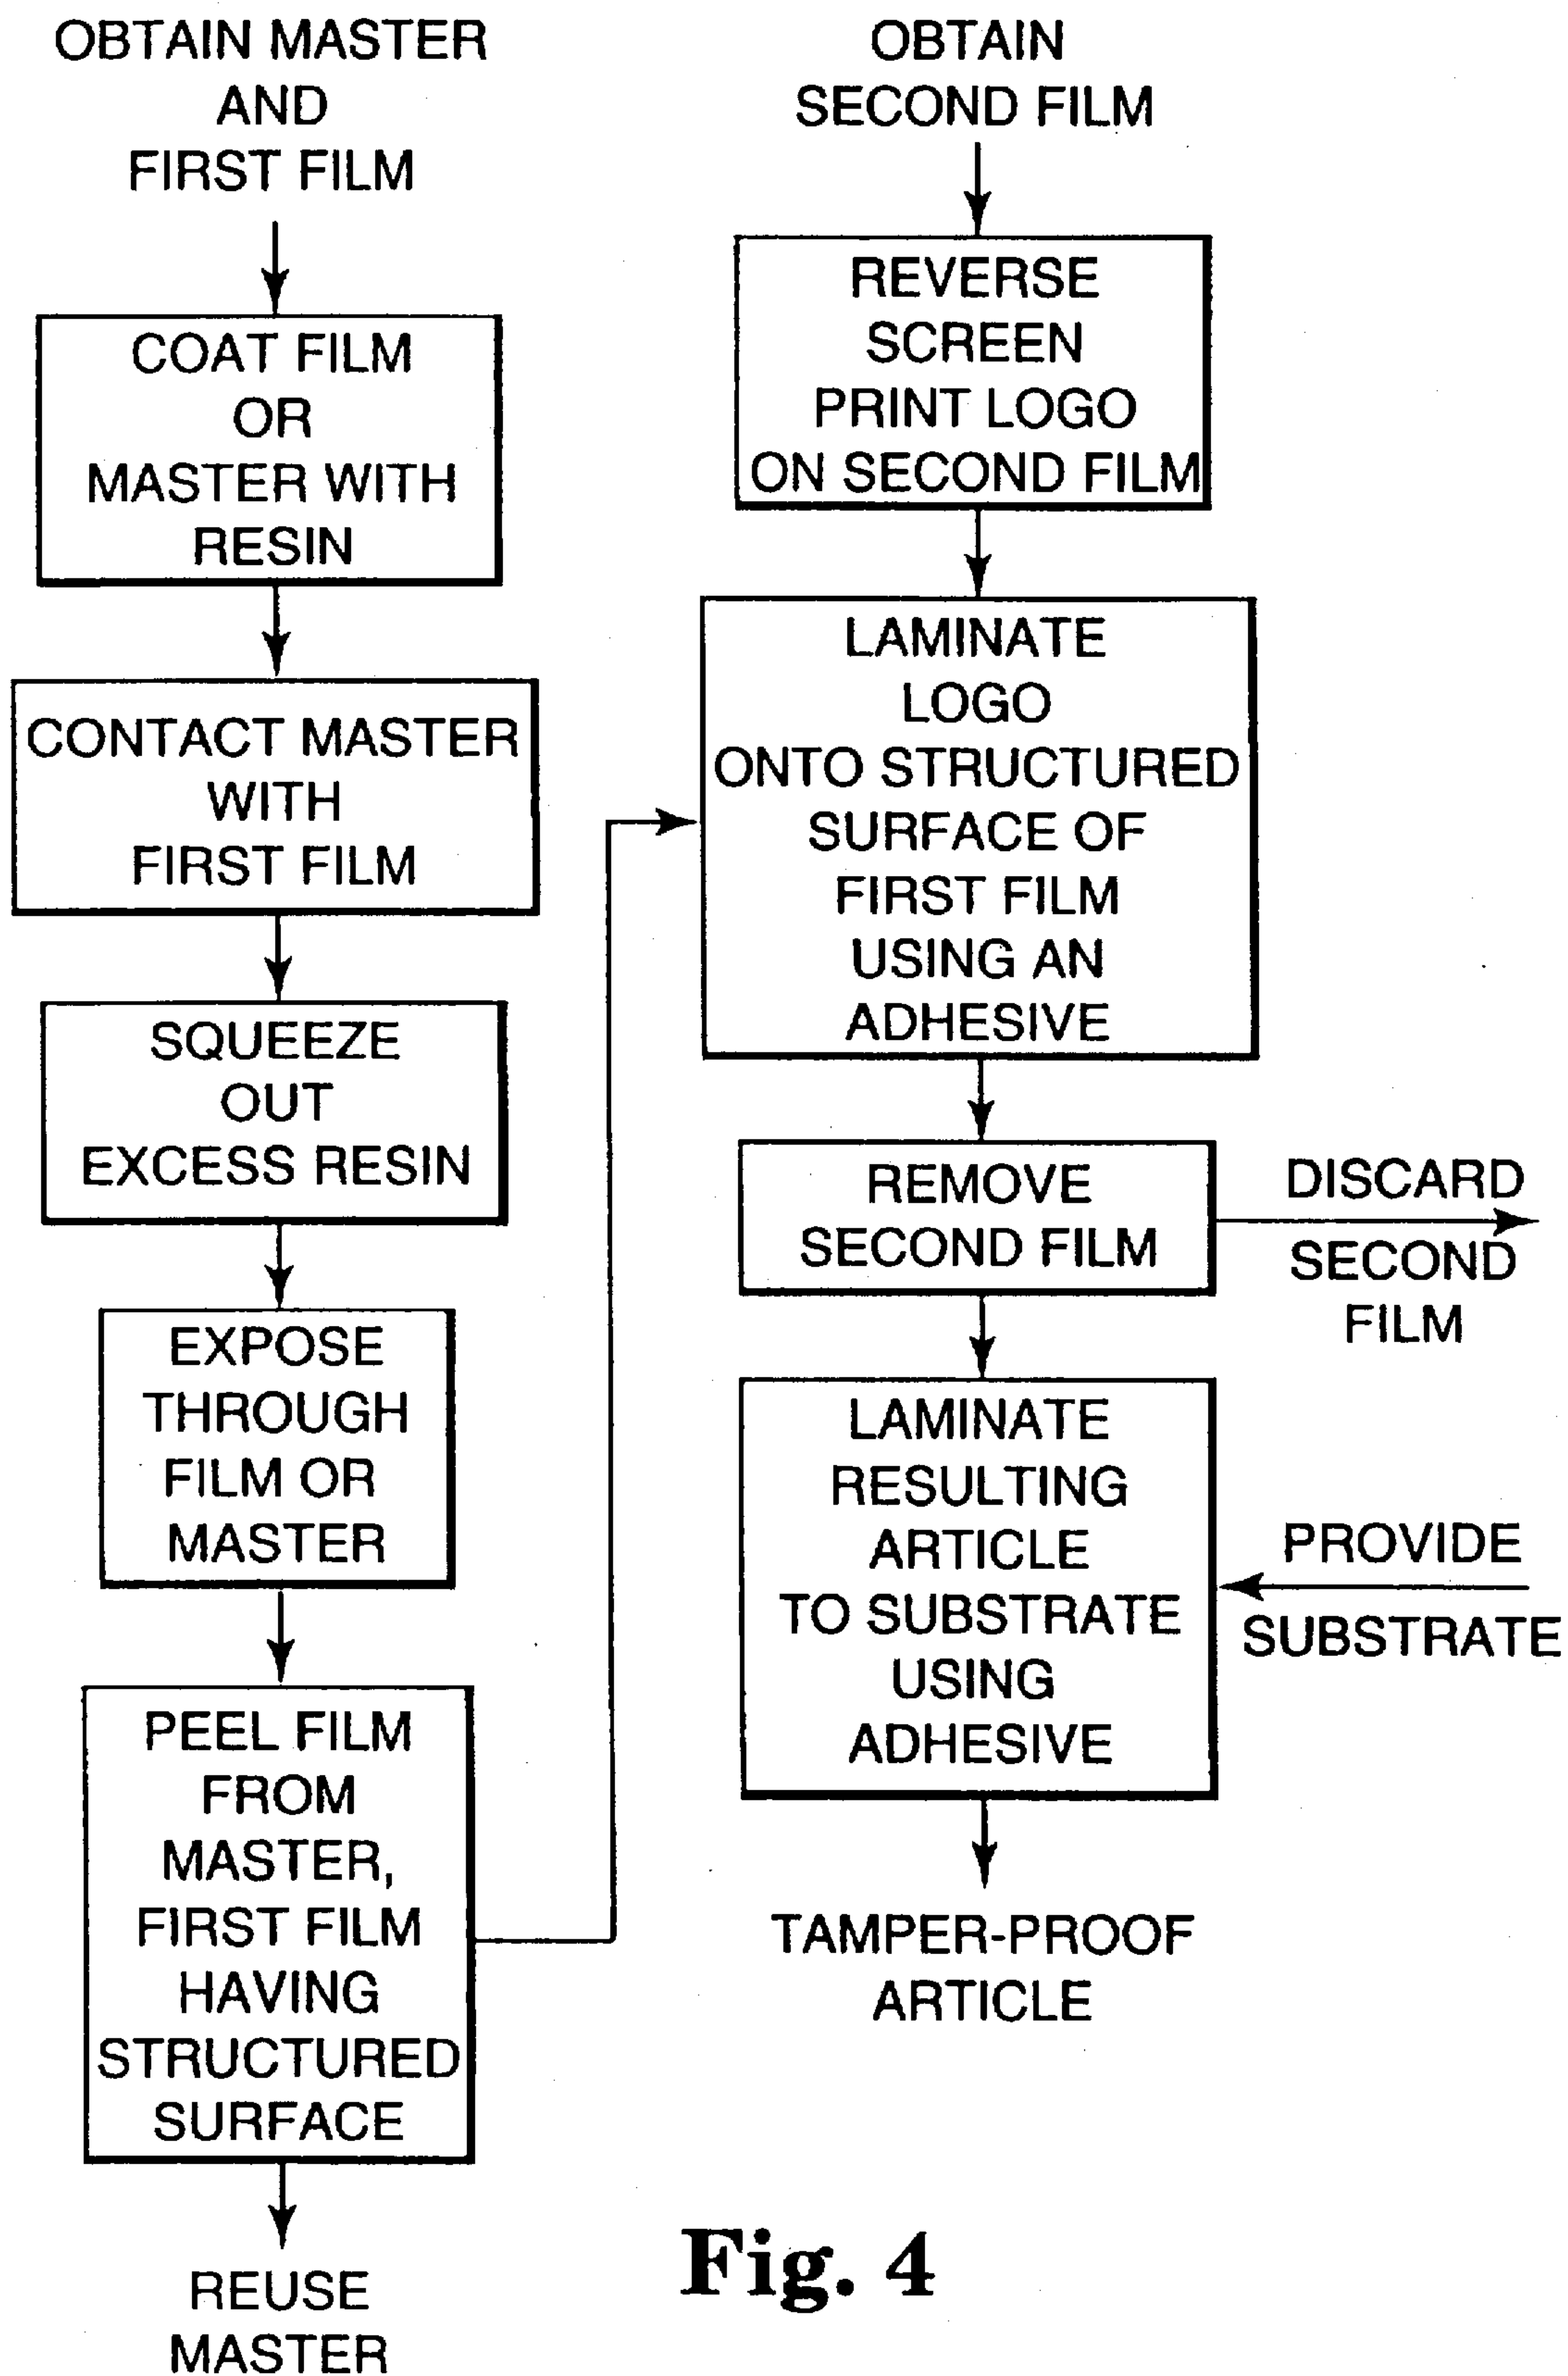 OBTAIN MASTER
AND
FIRST FILM
COAT FILM
OR
MASTER WITH
RESIN
CONTACT MASTER
WITH
FIRST FILM
SQUEEZE
OUT
EXCESS RESIN
EXPOSE
THROUGH
FILM OR
MASTER
PEEL FILM
FROM
MASTER,
FIRST FILM
HAVING
STRUCTURED
SURFACE
REUSE
MASTER
OBTAIN
SECOND FILM
REVERSE
SCREEN
PRINT LOGO
ON SECOND FILM
LAMINATE
LOGO
ONTO STRUCTURED
SURFACE OF
FIRST FILM
USING AN
ADHESIVE
REMOVE
SECOND FILM
DISCARD
SECOND
FILM
LAMINATE
RESULTING
ARTICLE
TO SUBSTRATE
USING
ADHESIVE
PROVIDE
SUBSTRATE
TAMPER-PROOF
ARTICLE
Fig. 4